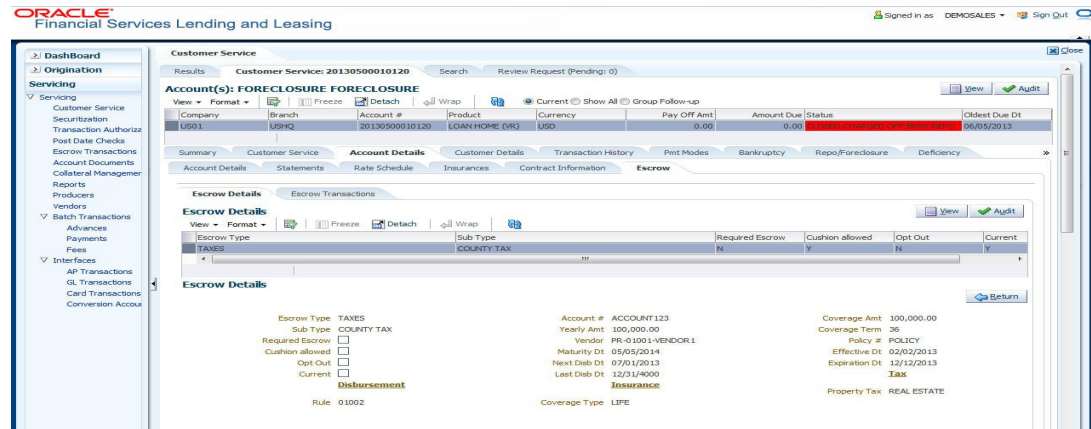 ORACLE
Financial Services Lending and Leasing
Signed in as DEMOSALES
Sign Out
Close
DashBoard
Origination
Servicing
Servicing
Customer Service
Securitization
Transaction Authoriza
Post Date Checks
Escrow Transactions
Account Documents
Collateral Managemer
Reports
Producers
Vendors
Batch Transactions
Advances
Payments
Fees
Interfaces
AP Transactions
GL Transactions
Card Transactions
Conversion Accou
Customer Service
Results Customer Service: 20130500010120 Search Review Request (Pending: 0)
Account(s): FORECLOSURE FORECLOSURE
View Audit
View Format Freeze Detach Wrap Current Show All Group Follow-up
Company Branch Account # Product Currency Pay Off Amt Amount Due Status Oldest Due Dt
US01 USHQ 20130500010120 LOAN HOME (VR) USD 0.00 0.00 06/05/2013
Summary Customer Service Account Details Customer Details Transaction History Pmt Modes Bankruptcy Repo/Foreclosure Deficiency
Account Details Statements Rate Schedule Insurances Contract Information Escrow
Escrow Details Escrow Transactions
Escrow Details
View Audit
View Format Freeze Detach Wrap
Escrow Type Sub Type Required Escrow Cushion allowed Opt Out Current
TAXES COUNTY TAX N Y N Y
Escrow Details
Return
Escrow Type TAXES Account # ACCOUNT123 Coverage Amt 100,000.00
Sub Type COUNTY TAX Yearly Amt 100,000.00 Coverage Term 36
Required Escrow Vendor PR-01001-VENDOR1 Policy # POLICY
Cushion allowed Maturity Dt 05/05/2014 Effective Dt 02/02/2013
Opt Out Next Disb Dt 07/01/2013 Expiration Dt 12/12/2013
Current Last Disb Dt 12/31/4000 Tax
Disbursement Insurance
Property Tax REAL ESTATE
Rule 01002 Coverage Type LIFE